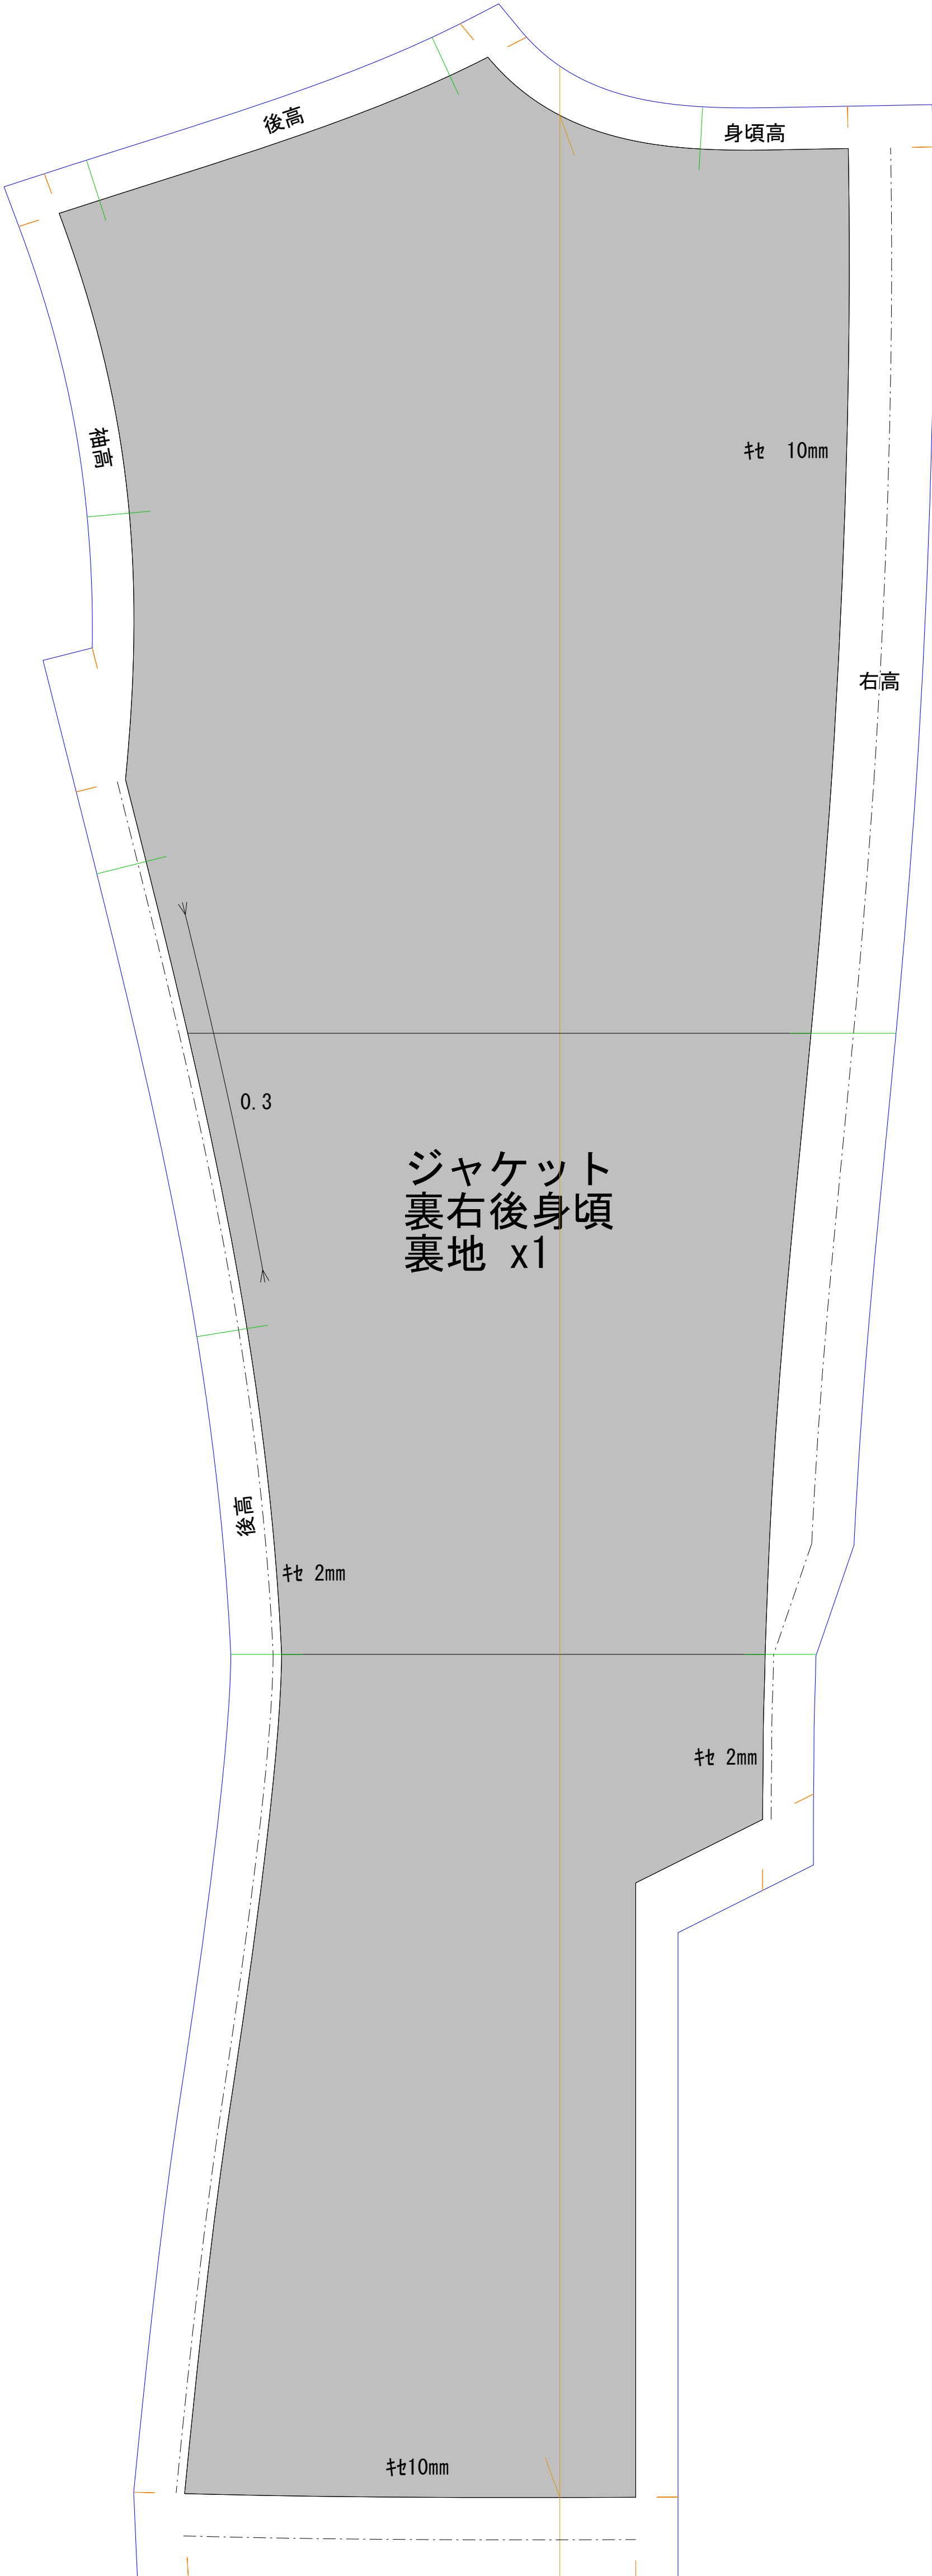 後高
身頃高
袖高
ｷｾ 10mm
右高
0.3
ジャケット
裏右後身頃
裏地 x1
後高
ｷｾ 2mm
ｷｾ 2mm
ｷｾ10mm